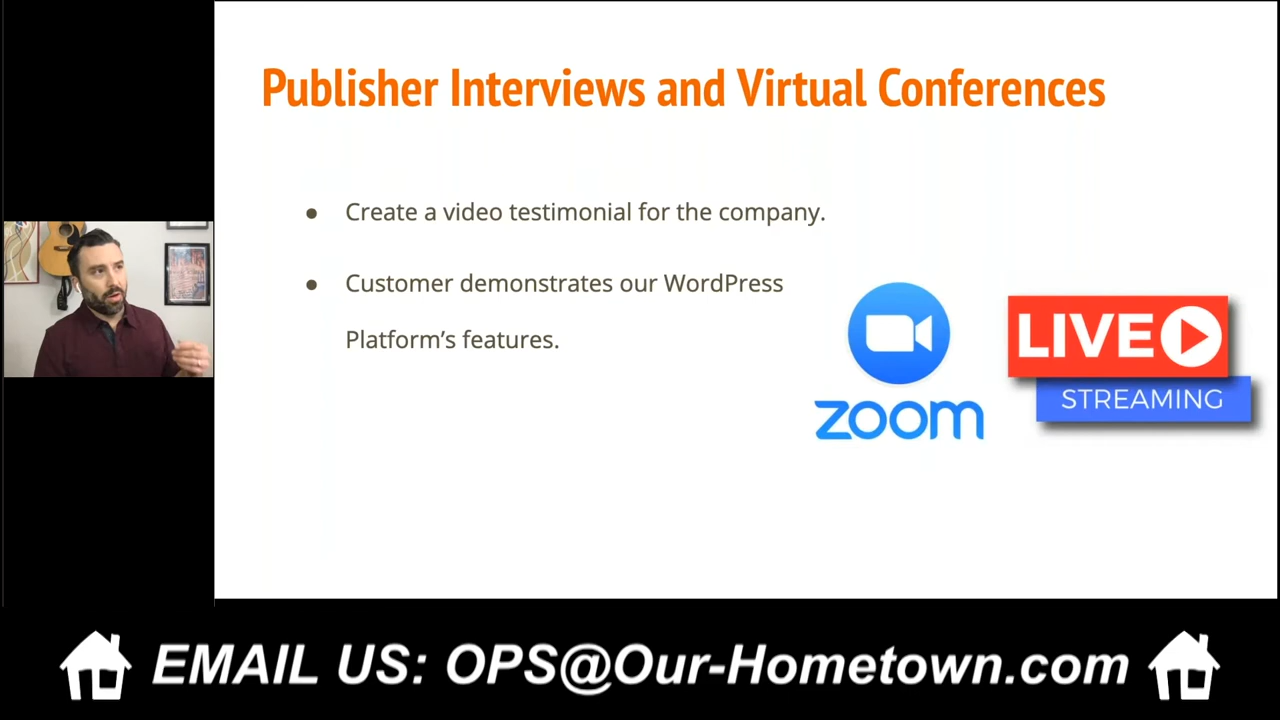 Publisher Interviews and Virtual Conferences
● Create a video testimonial for the company.
● Customer demonstrates our WordPress
Platform’s features.
zoom
LIVE
STREAMING
EMAIL US: OPS@Our-Hometown.com